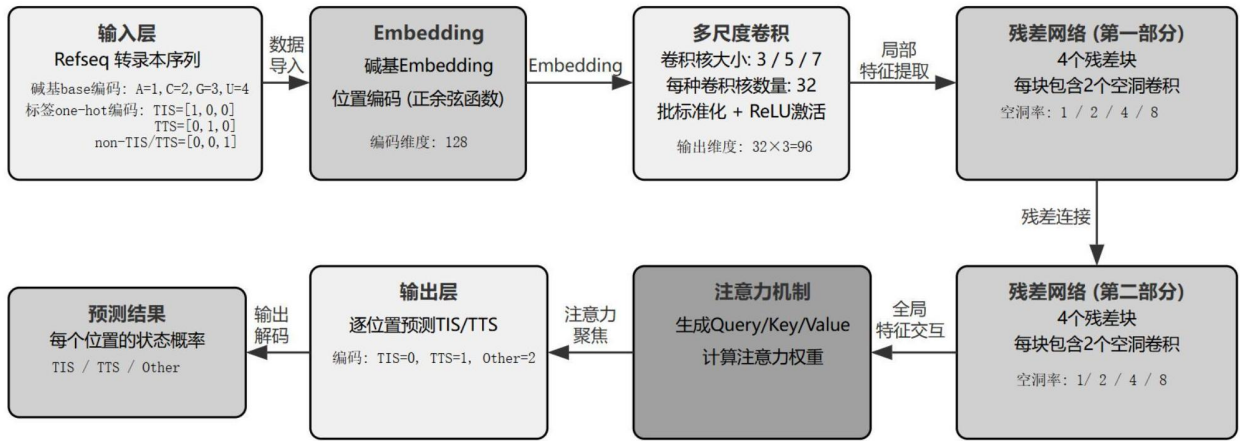 输入层
Refseq 转录本序列
碱基base编码: A=1,C=2,G=3,U=4
标签one-hot编码: TIS=[1,0,0]
TTS=[0,1,0]
non-TIS/TTS=[0,0,1]
数据
导入
Embedding
碱基Embedding
位置编码 (正余弦函数)
编码维度: 128
Embedding
多尺度卷积
卷积核大小: 3 / 5 / 7
每种卷积核数量: 32
批标准化 + ReLU激活
输出维度: 32×3=96
局部
特征提取
残差网络 (第一部分)
4个残差块
每块包含2个空洞卷积
空洞率: 1 / 2 / 4 / 8
残差连接
残差网络 (第二部分)
4个残差块
每块包含2个空洞卷积
空洞率: 1/ 2 / 4 / 8
全局
特征交互
注意力机制
生成Query/Key/Value
计算注意力权重
注意力
聚焦
输出层
逐位置预测TIS/TTS
编码: TIS=0, TTS=1, Other=2
输出
解码
预测结果
每个位置的状态概率
TIS / TTS / Other